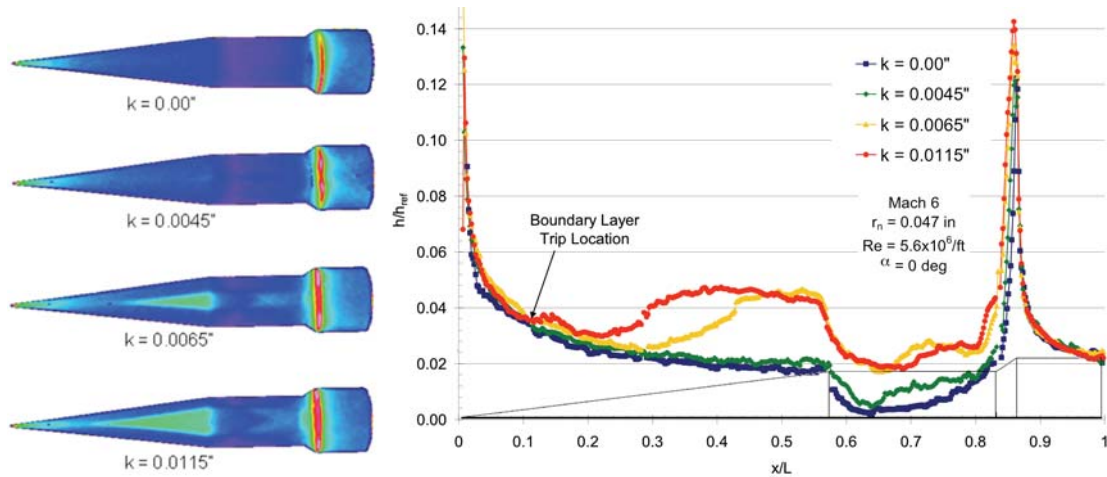 k = 0.00"
k = 0.0045"
k = 0.0065"
k = 0.0115"
0.14
0.12
0.10
0.08
0.06
0.04
0.02
0.00
h/h_ref
0 0.1 0.2 0.3 0.4 0.5 0.6 0.7 0.8 0.9 1
x/L
Boundary Layer
Trip Location
k = 0.00"
k = 0.0045"
k = 0.0065"
k = 0.0115"
Mach 6
r_n = 0.047 in
Re = 5.6x10^6/ft
α = 0 deg